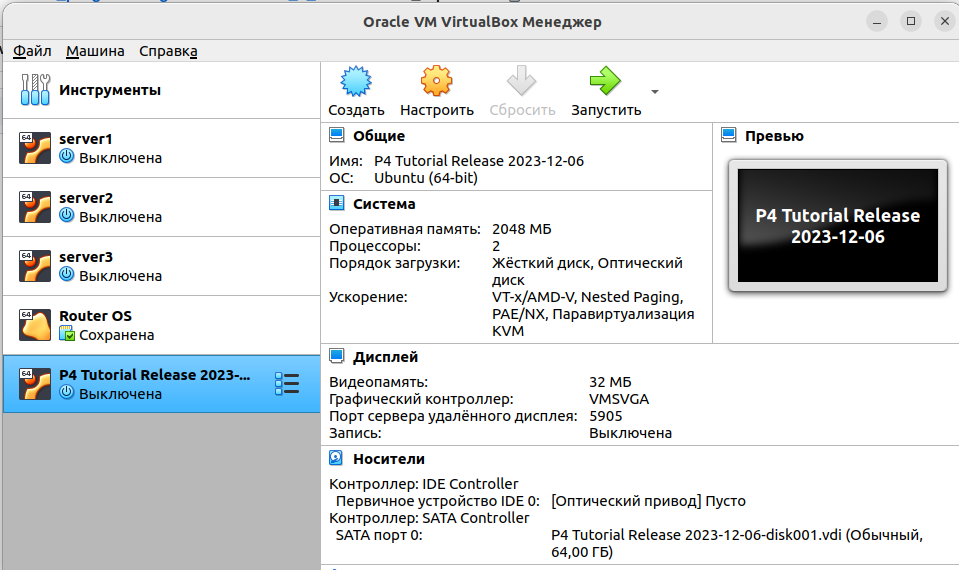 Oracle VM VirtualBox Менеджер
Файл Машина Справка
Инструменты
64
server1
Выключена
64
server2
Выключена
64
server3
Выключена
64
Router OS
Сохранена
64
P4 Tutorial Release 2023-...
Выключена
Создать Настроить Сбросить Запустить
Общие
Имя: P4 Tutorial Release 2023-12-06
ОС: Ubuntu (64-bit)
Система
Оперативная память: 2048 МБ
Процессоры: 2
Порядок загрузки: Жёсткий диск, Оптический
диск
Ускорение: VT-x/AMD-V, Nested Paging,
PAE/NX, Паравиртуализация
KVM
Превью
P4 Tutorial Release
2023-12-06
Дисплей
Видеопамять: 32 МБ
Графический контроллер: VMSVGA
Порт сервера удалённого дисплея: 5905
Запись: Выключена
Носители
Контроллер: IDE Controller
Первичное устройство IDE 0: [Оптический привод] Пусто
Контроллер: SATA Controller
SATA порт 0: P4 Tutorial Release 2023-12-06-disk001.vdi (Обычный,
64,00 ГБ)